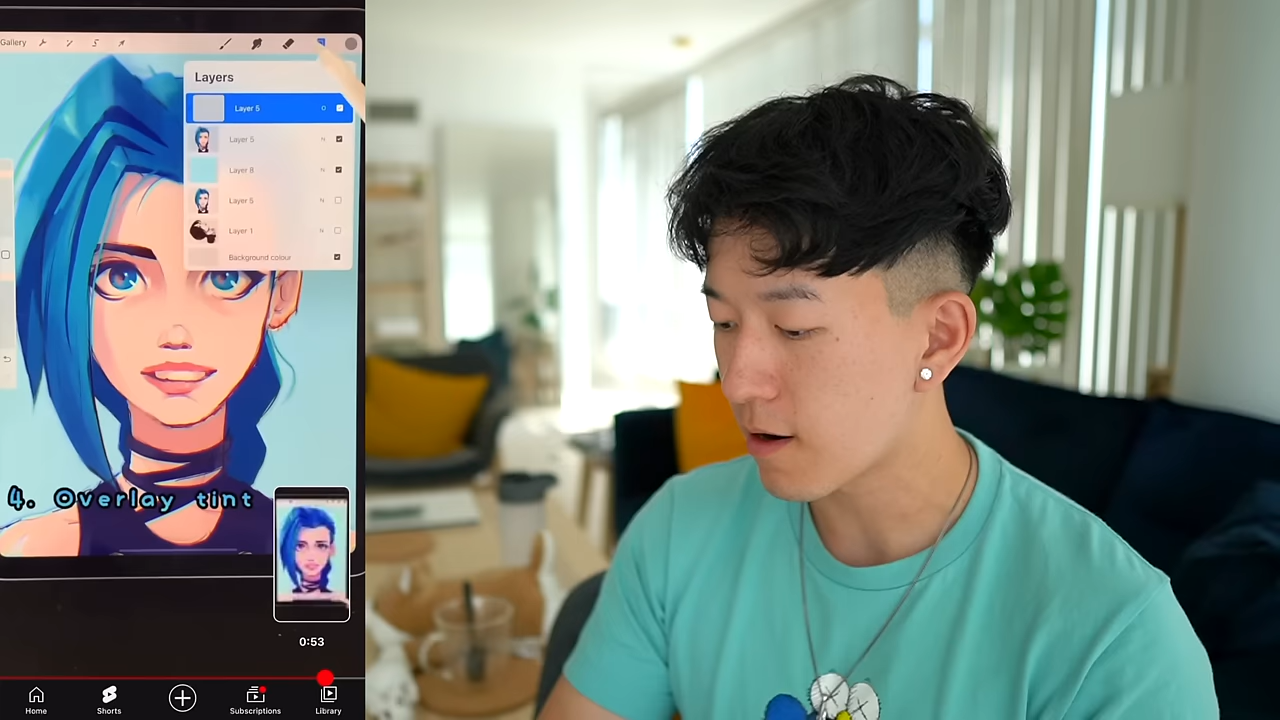 Gallery
Layers
Layer 5
O
Layer 5
N
Layer 8
N
Layer 5
N
Layer 1
N
Background colour
4. Overlay tint
0:53
Home
Shorts
Subscriptions
Library